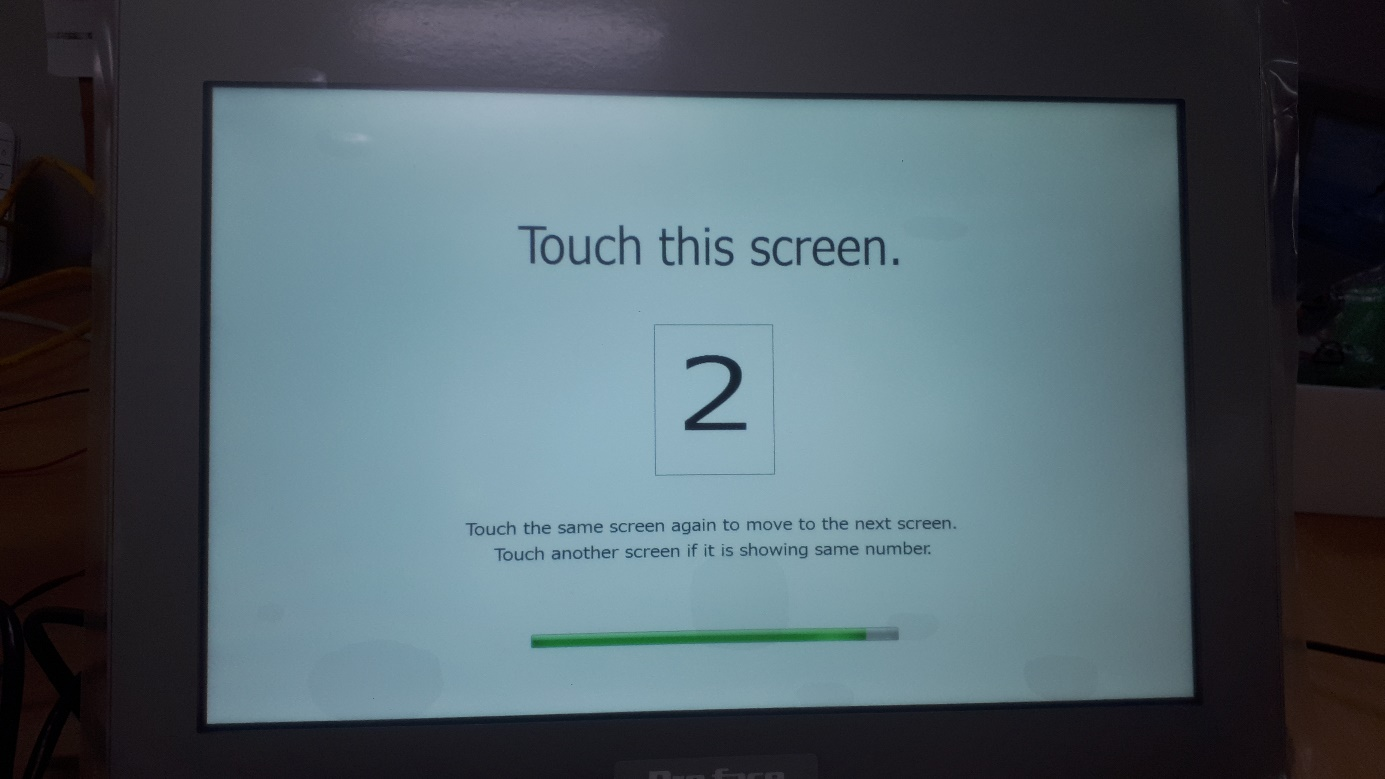 Touch this screen.
2
Touch the same screen again to move to the next screen.
Touch another screen if it is showing same number.